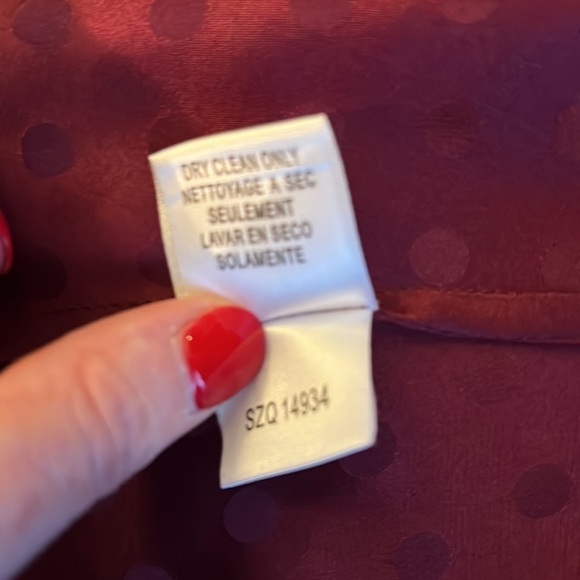 DRY CLEAN ONLY
NETTOYAGE A SEC
SEULEMENT
LAVAR EN SECO
SOLAMENTE
SZQ 14934